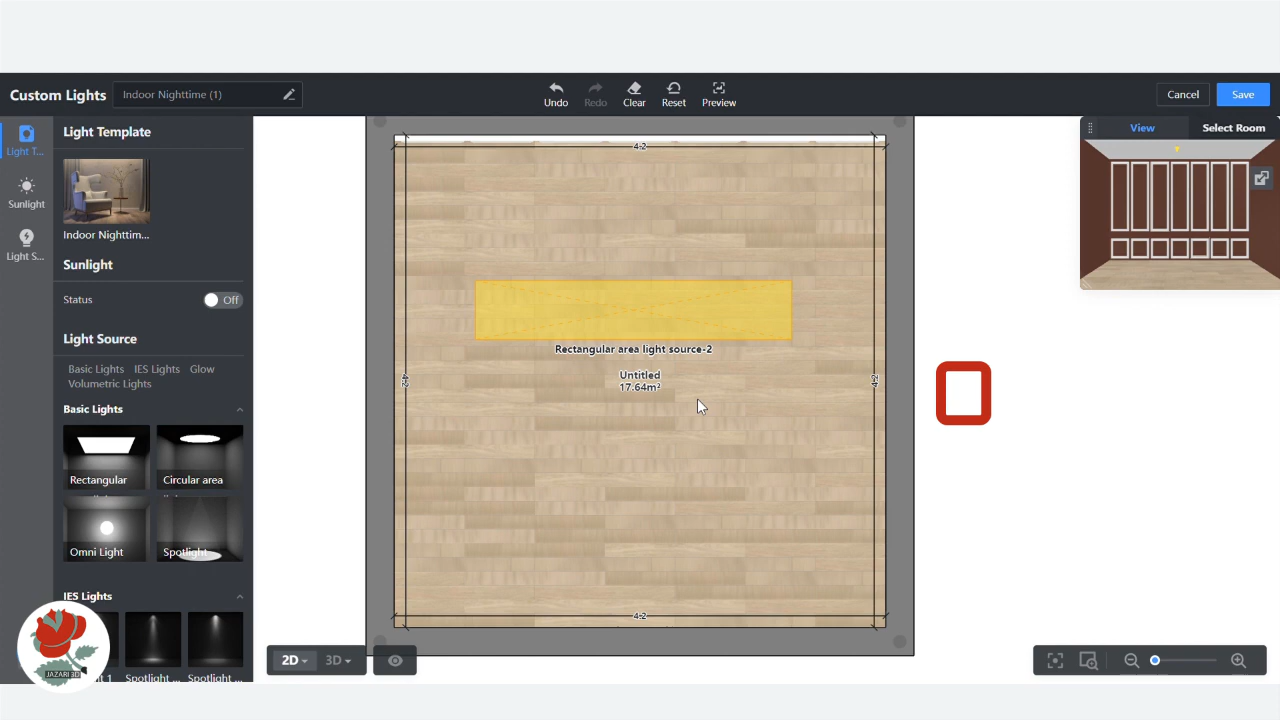 Custom Lights
Indoor Nighttime (1)
Undo
Redo
Clear
Reset
Preview
Cancel
Save
Light T...
Sunlight
Light S...
Light Template
Indoor Nighttim...
Sunlight
Status
Off
Light Source
Basic Lights IES Lights Glow
Volumetric Lights
Basic Lights
Rectangular
Circular area
Omni Light
Spotlight
IES Lights
t 1
Spotlight ...
Spotlight ...
JAZARI 3D
4.2
4.2
4.2
4.2
Rectangular area light source-2
Untitled
17.64m²
View
Select Room
2D
3D